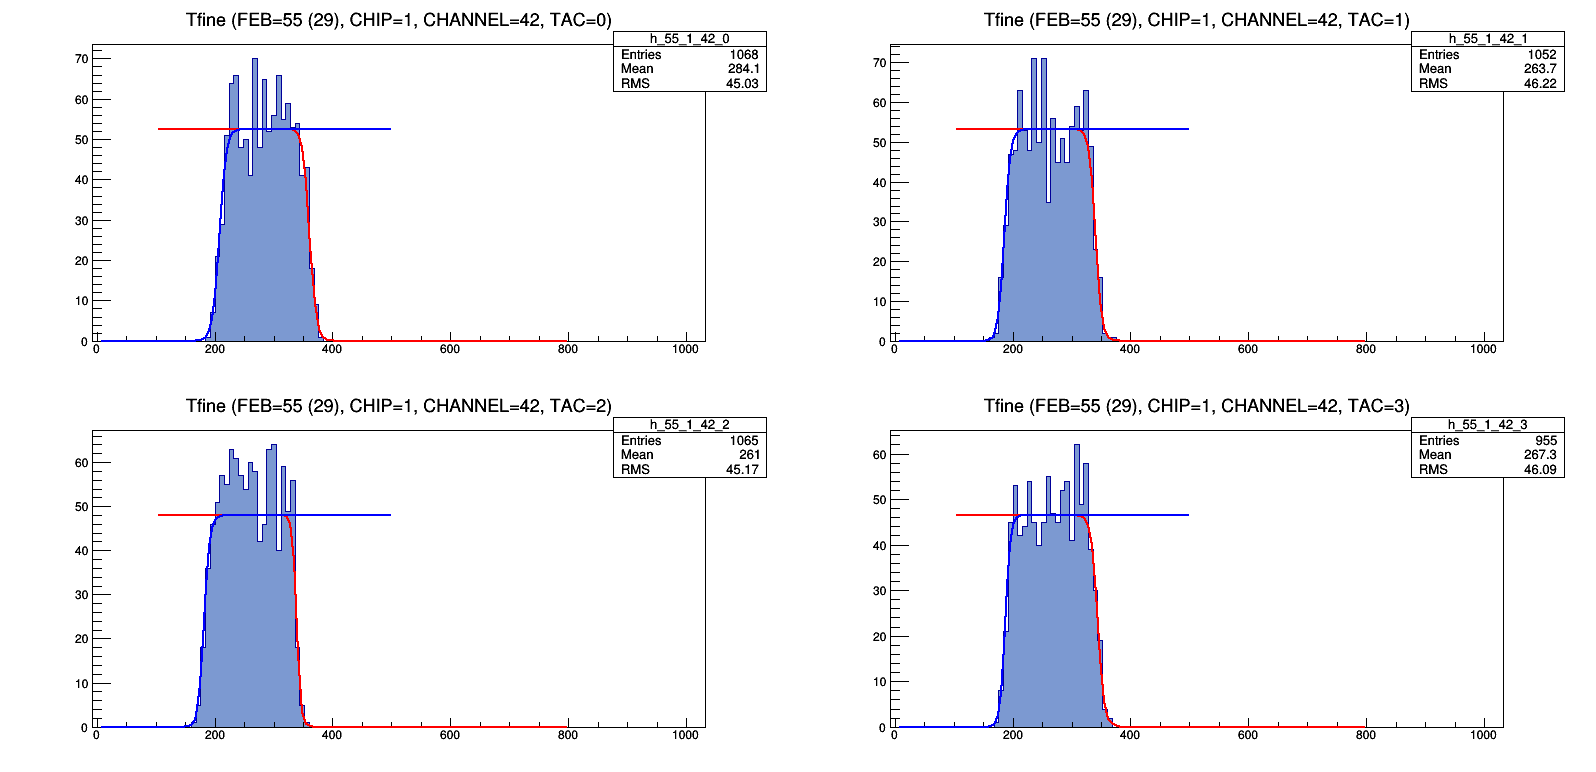 Tfine (FEB=55 (29), CHIP=1, CHANNEL=42, TAC=0)
h_55_1_42_0
Entries 1068
Mean 284.1
RMS 45.03
70
60
50
40
30
20
10
0
0 200 400 600 800 1000
Tfine (FEB=55 (29), CHIP=1, CHANNEL=42, TAC=1)
h_55_1_42_1
Entries 1052
Mean 263.7
RMS 46.22
70
60
50
40
30
20
10
0
0 200 400 600 800 1000
Tfine (FEB=55 (29), CHIP=1, CHANNEL=42, TAC=2)
h_55_1_42_2
Entries 1065
Mean 261
RMS 45.17
60
50
40
30
20
10
0
0 200 400 600 800 1000
Tfine (FEB=55 (29), CHIP=1, CHANNEL=42, TAC=3)
h_55_1_42_3
Entries 955
Mean 267.3
RMS 46.09
60
50
40
30
20
10
0
0 200 400 600 800 1000